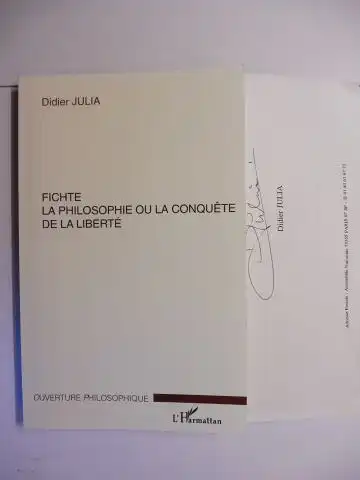 Didier JULIA
FICHTE
LA PHILOSOPHIE OU LA CONQUÊTE
DE LA LIBERTÉ
OUVERTURE PHILOSOPHIQUE
L'Harmattan
Didier JULIA